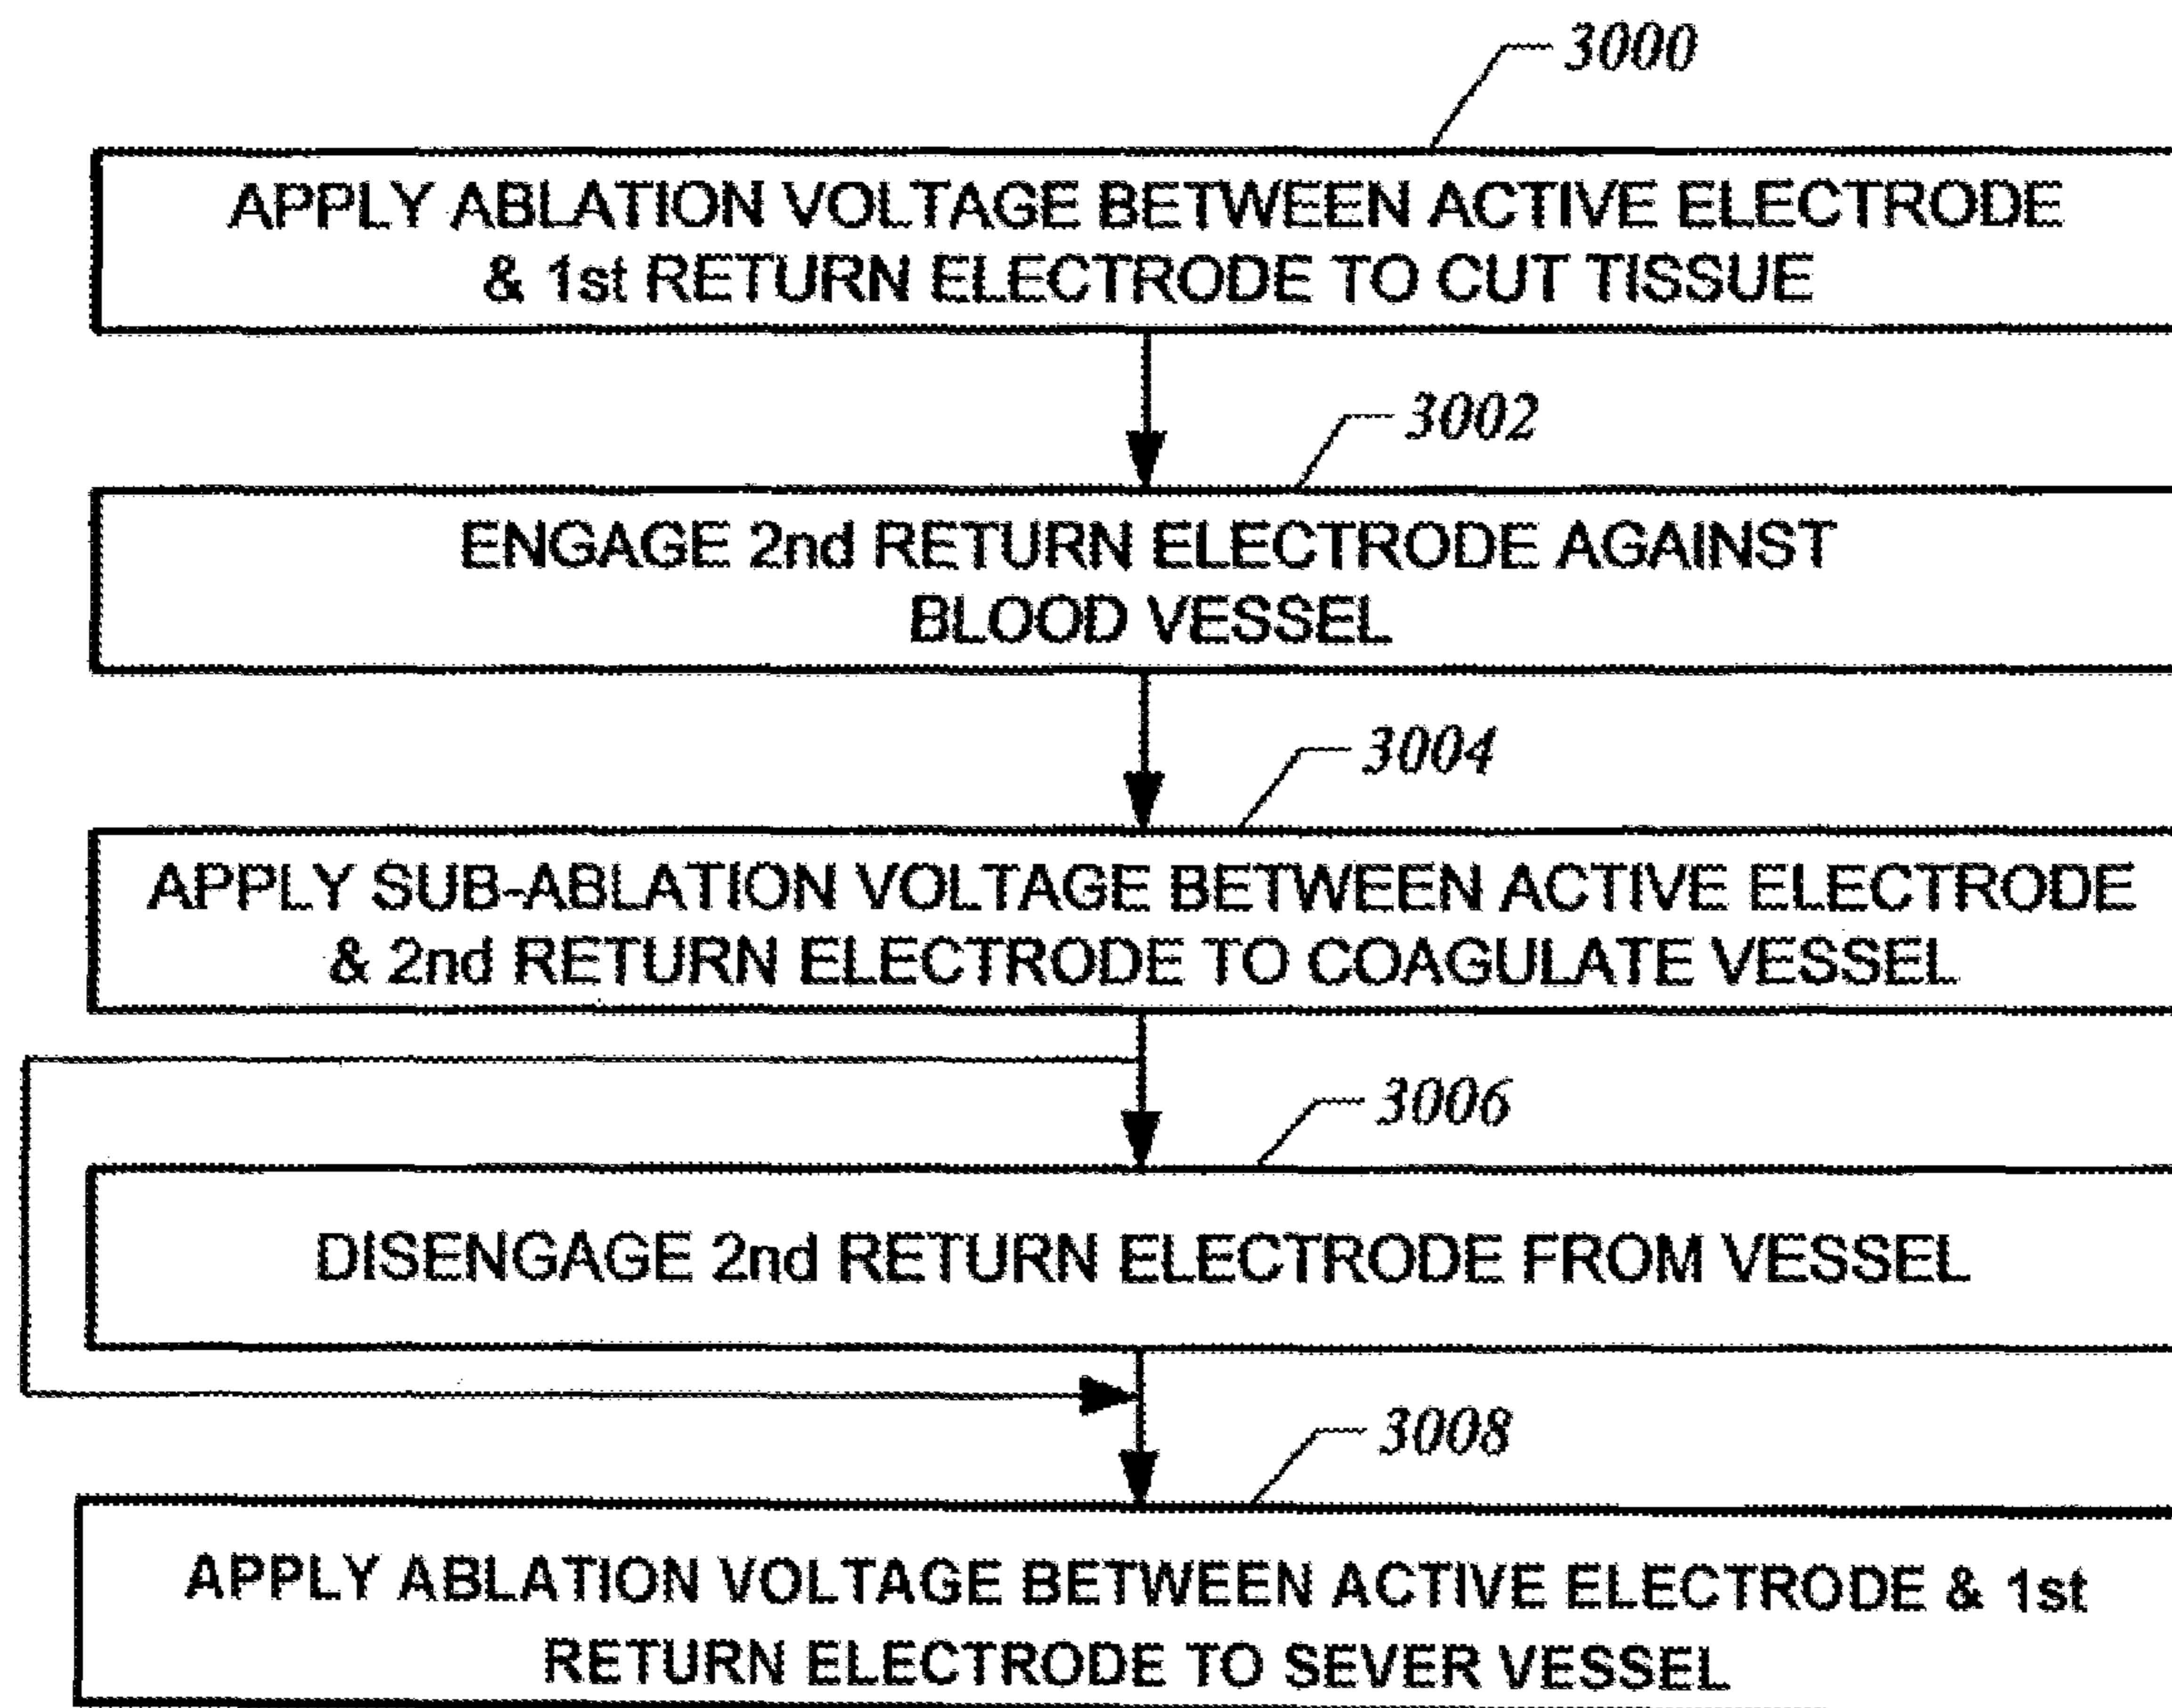 3000
APPLY ABLATION VOLTAGE BETWEEN ACTIVE ELECTRODE
& 1st RETURN ELECTRODE TO CUT TISSUE
3002
ENGAGE 2nd RETURN ELECTRODE AGAINST
BLOOD VESSEL
3004
APPLY SUB-ABLATION VOLTAGE BETWEEN ACTIVE ELECTRODE
& 2nd RETURN ELECTRODE TO COAGULATE VESSEL
3006
DISENGAGE 2nd RETURN ELECTRODE FROM VESSEL
3008
APPLY ABLATION VOLTAGE BETWEEN ACTIVE ELECTRODE & 1st
RETURN ELECTRODE TO SEVER VESSEL